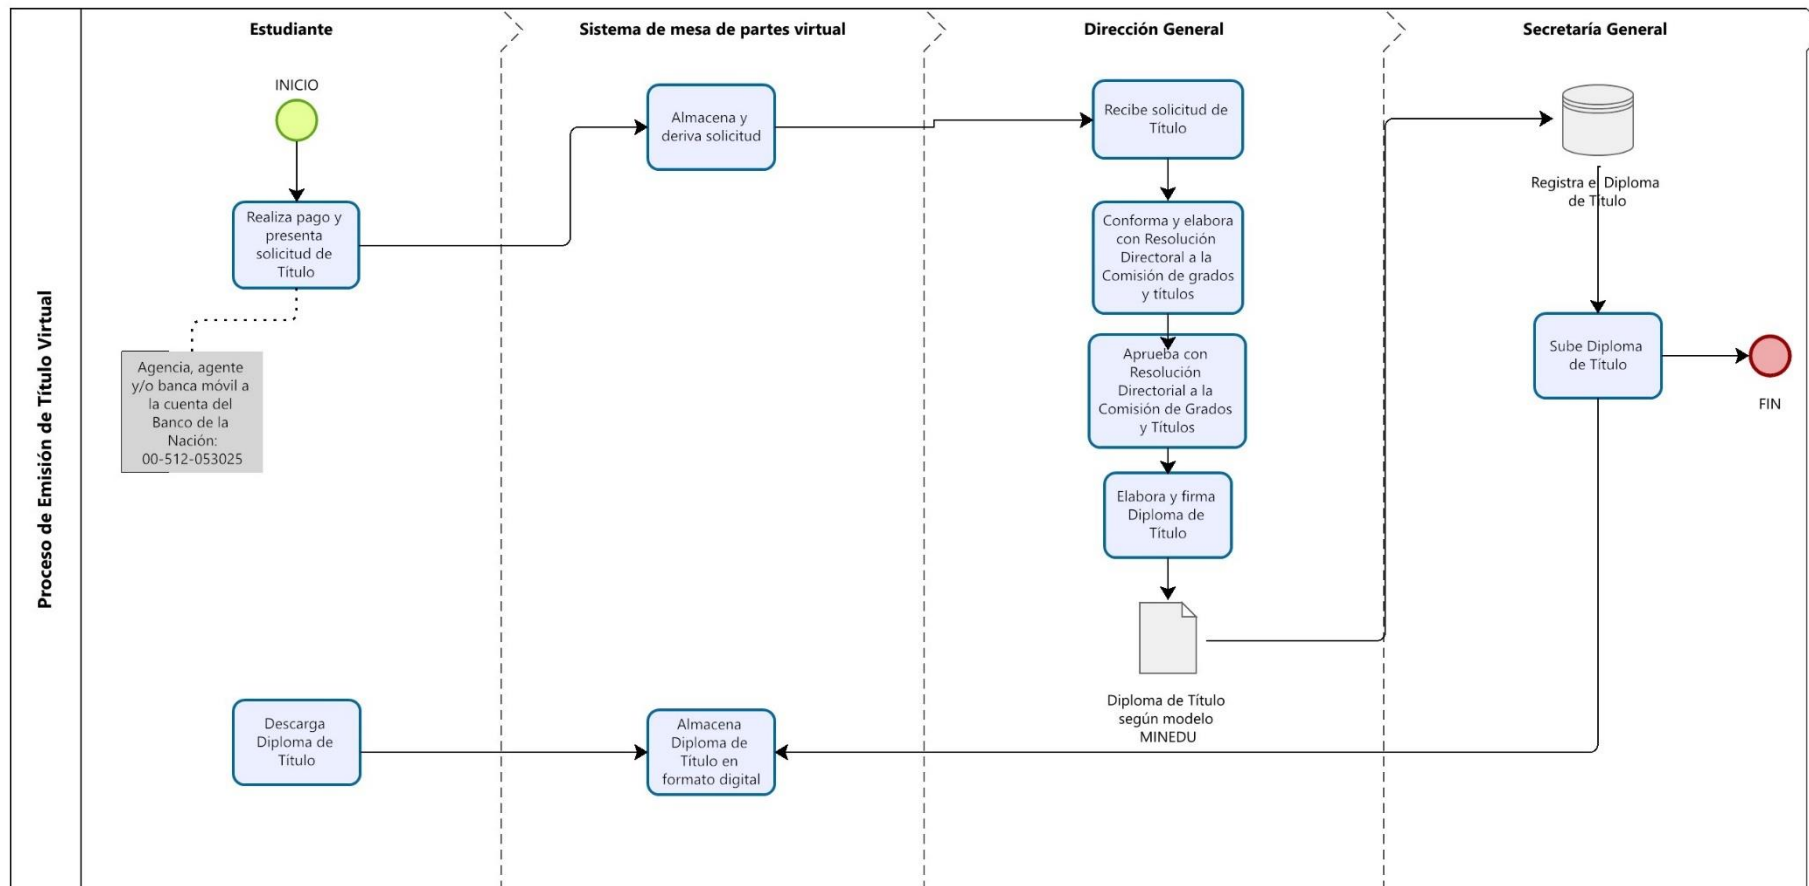 Proceso de Emisión de Título Virtual
Estudiante
Sistema de mesa de partes virtual
Dirección General
Secretaría General
INICIO
Realiza pago y
presenta
solicitud de
Título
Agencia, agente
y/o banca móvil a
la cuenta del
Banco de la
Nación:
00-512-053025
Descarga
Diploma de
Título
Almacena y
deriva solicitud
Almacena
Diploma de
Título en
formato digital
Recibe solicitud de
Título
Conforma y elabora
con Resolución
Directoral a la
Comisión de grados
y títulos
Aprueba con
Resolución
Directorial a la
Comisión de Grados
y Títulos
Elabora y firma
Diploma de
Título
Diploma de Título
según modelo
MINEDU
Registra el Diploma
de Título
Sube Diploma
de Título
FIN